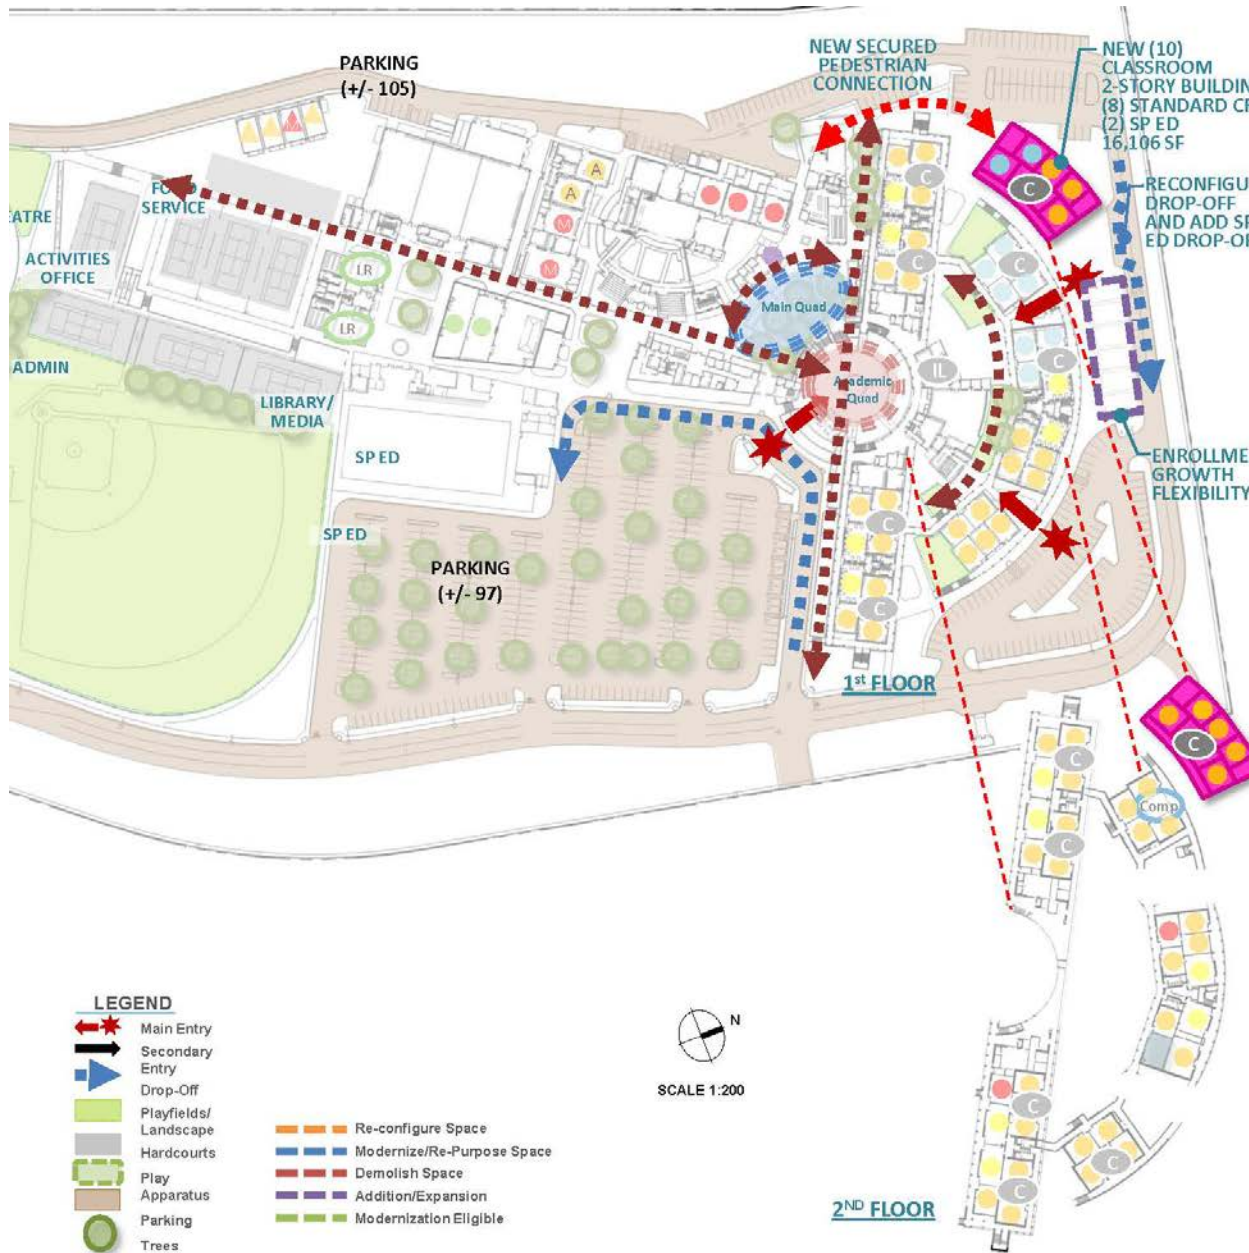 PARKING
(+/- 105)
NEW SECURED
PEDESTRIAN
CONNECTION
NEW (10)
CLASSROOM
2-STORY BUILDIN
(8) STANDARD C
(2) SP ED
16,106 SF
RECONFIGU
DROP-OFF
AND ADD S
ED DROP-O
FOOD
SERVICE
EATRE
ACTIVITIES
OFFICE
ADMIN
LIBRARY/
MEDIA
SP ED
SP ED
PARKING
(+/- 97)
LR
LR
M
A
A
M
M
Main Quad
Academic
Quad
IL
C
C
C
C
C
C
C
ENROLLME
GROWTH
FLEXIBILITY
1st FLOOR
C
C
C
Comp
C
C
C
2ND FLOOR
N
SCALE 1:200
LEGEND
Main Entry
Secondary
Entry
Drop-Off
Playfields/
Landscape
Hardcourts
Play
Apparatus
Parking
Trees
Re-configure Space
Modernize/Re-Purpose Space
Demolish Space
Addition/Expansion
Modernization Eligible